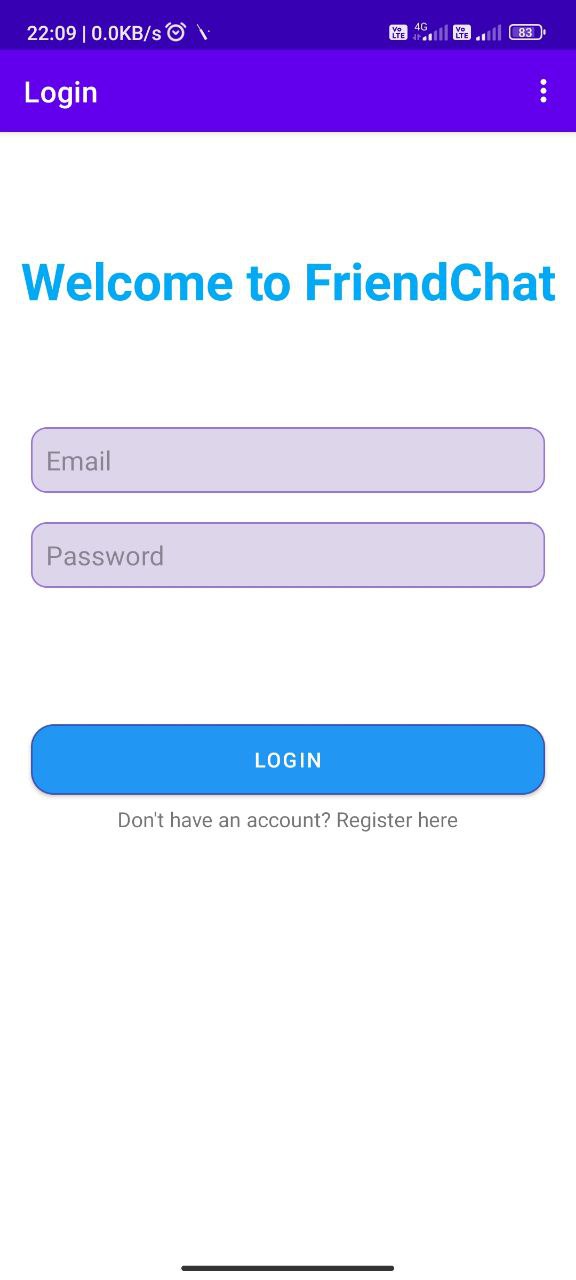 22:09 | 0.0KB/s Vo LTE 4G Vo LTE 83
Login
Welcome to FriendChat
Email
Password
LOGIN
Don't have an account? Register here